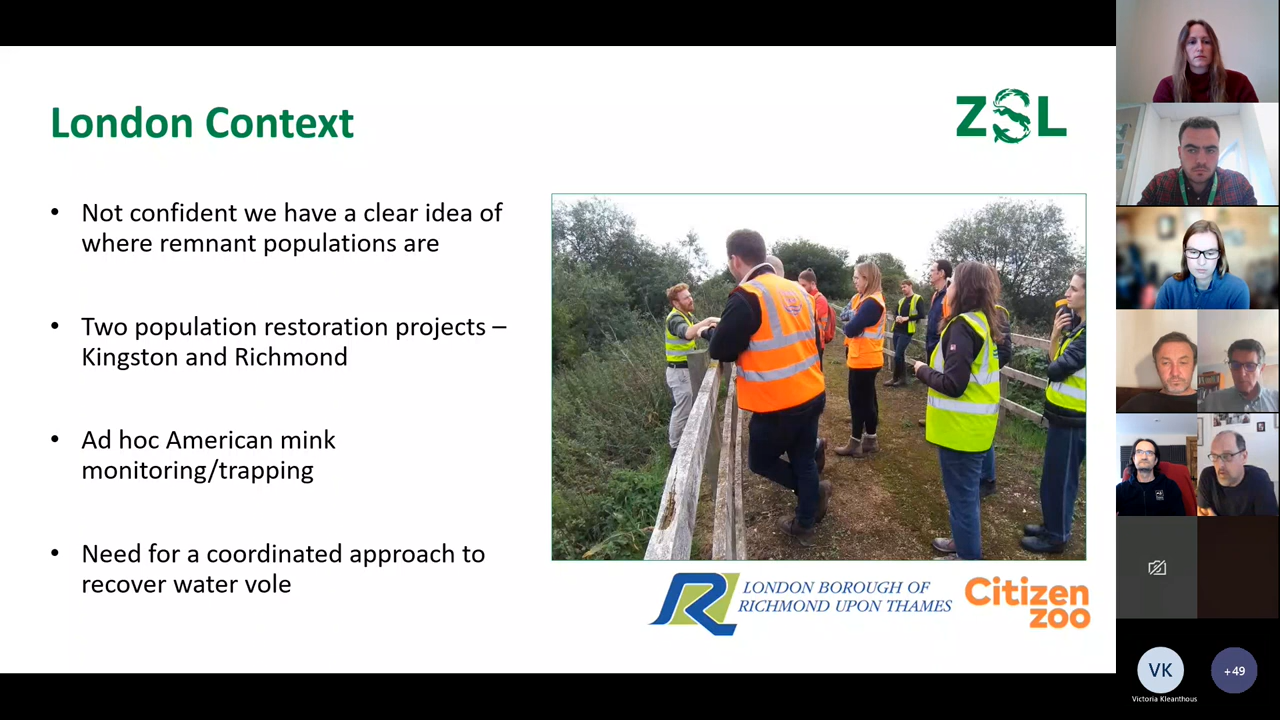 London Context
ZSL
• Not confident we have a clear idea of
where remnant populations are
• Two population restoration projects –
Kingston and Richmond
• Ad hoc American mink
monitoring/trapping
• Need for a coordinated approach to
recover water vole
LONDON BOROUGH OF
RICHMOND UPON THAMES
Citizen
zoo
VK
+49
Victoria Kleanthous